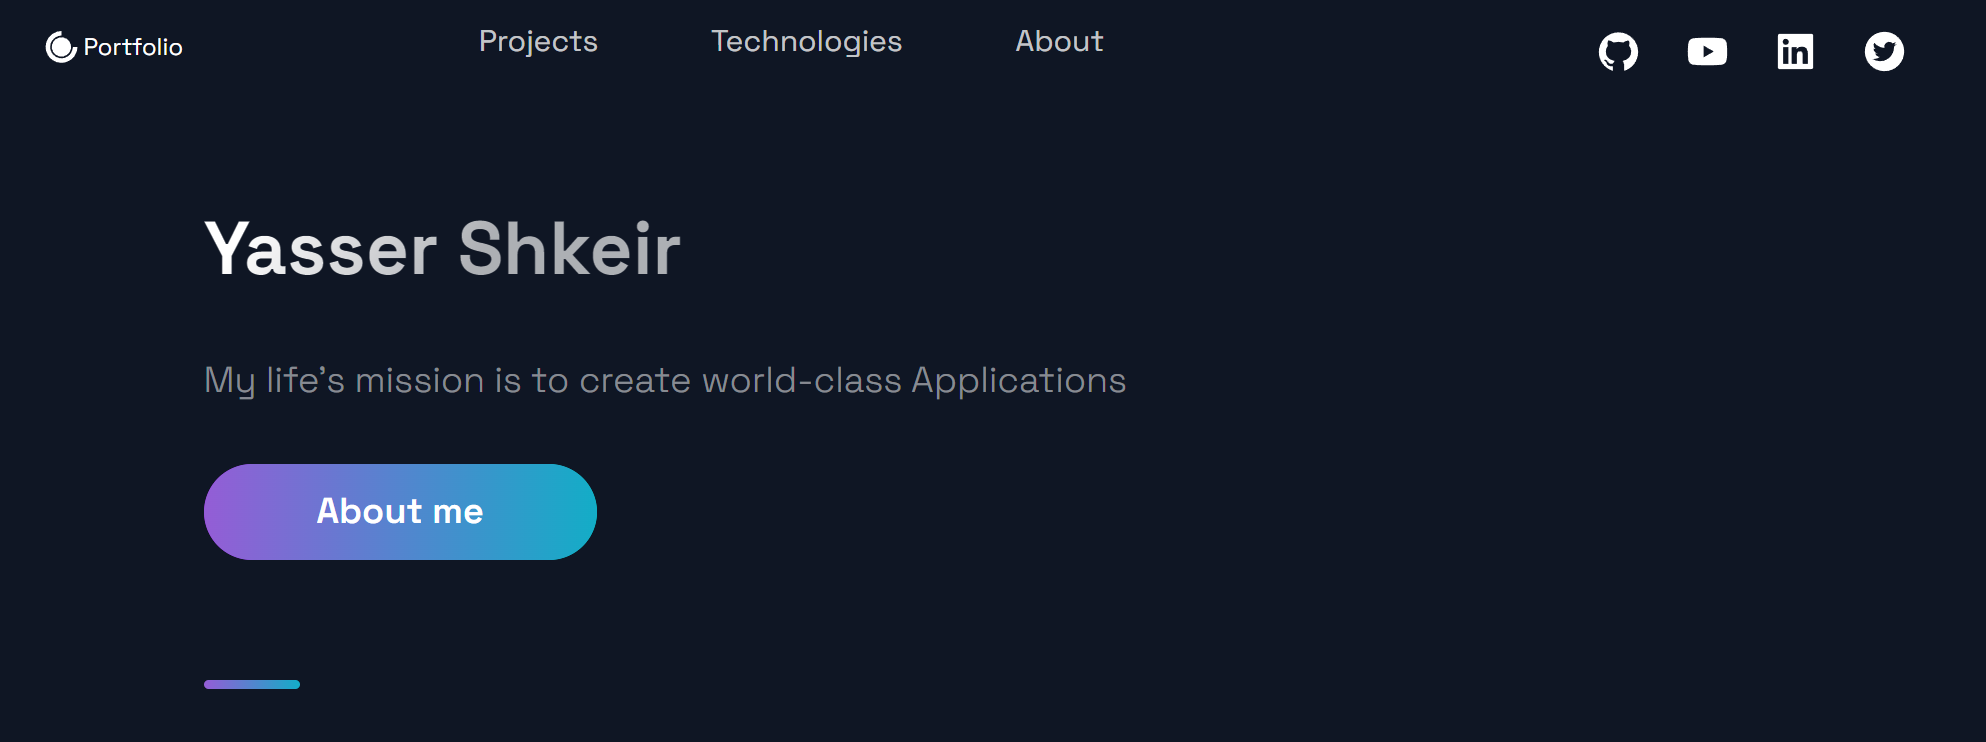 Portfolio
Projects
Technologies
About
Yasser Shkeir
My life's mission is to create world-class Applications
About me